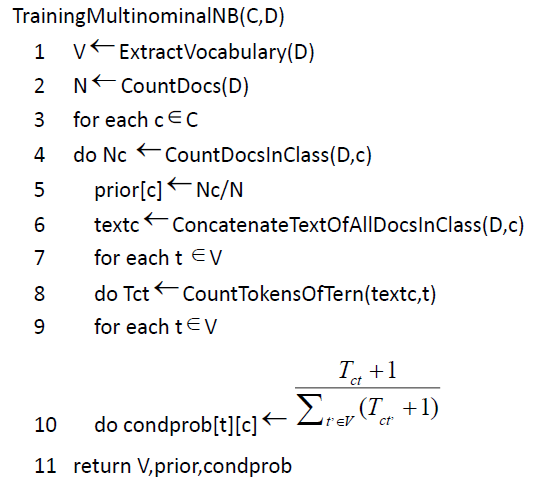 TrainingMultinominalNB(C,D)
1 V←ExtractVocabulary(D)
2 N←CountDocs(D)
3 for each c∈C
4 do Nc ←CountDocsInClass(D,c)
5 prior[c]←Nc/N
6 textc←ConcatenateTextOfAllDocsInClass(D,c)
7 for each t ∈V
8 do Tct←CountTokensOfTern(textc,t)
9 for each t∈V
10 do condprob[t][c]← \frac{T_{ct}+1}{\sum_{t'∈V}(T_{ct'}+1)}
11 return V,prior,condprob